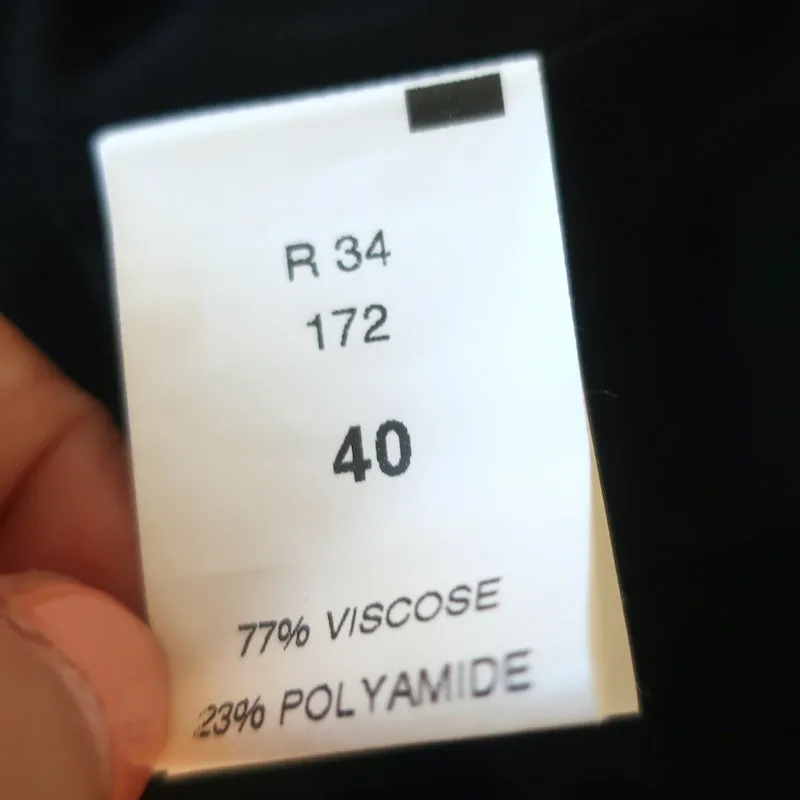 R 34
172
40
77% VISCOSE
23% POLYAMIDE